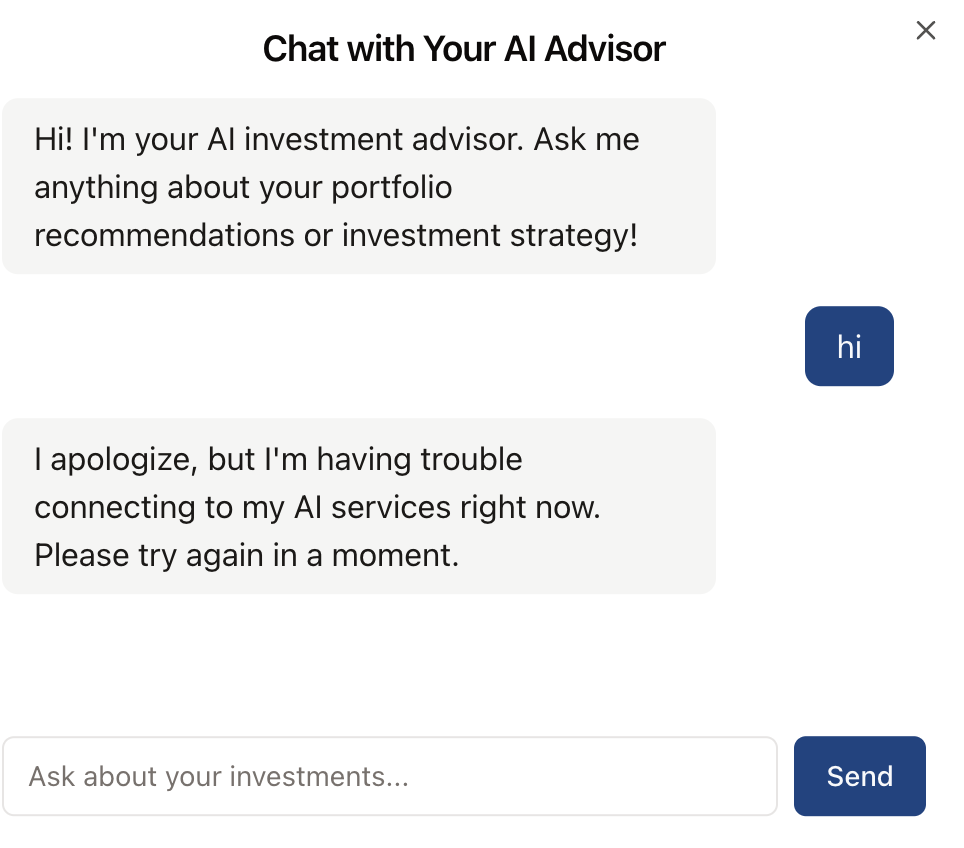 Chat with Your AI Advisor
Hi! I'm your AI investment advisor. Ask me
anything about your portfolio
recommendations or investment strategy!
hi
I apologize, but I'm having trouble
connecting to my AI services right now.
Please try again in a moment.
Ask about your investments...
Send